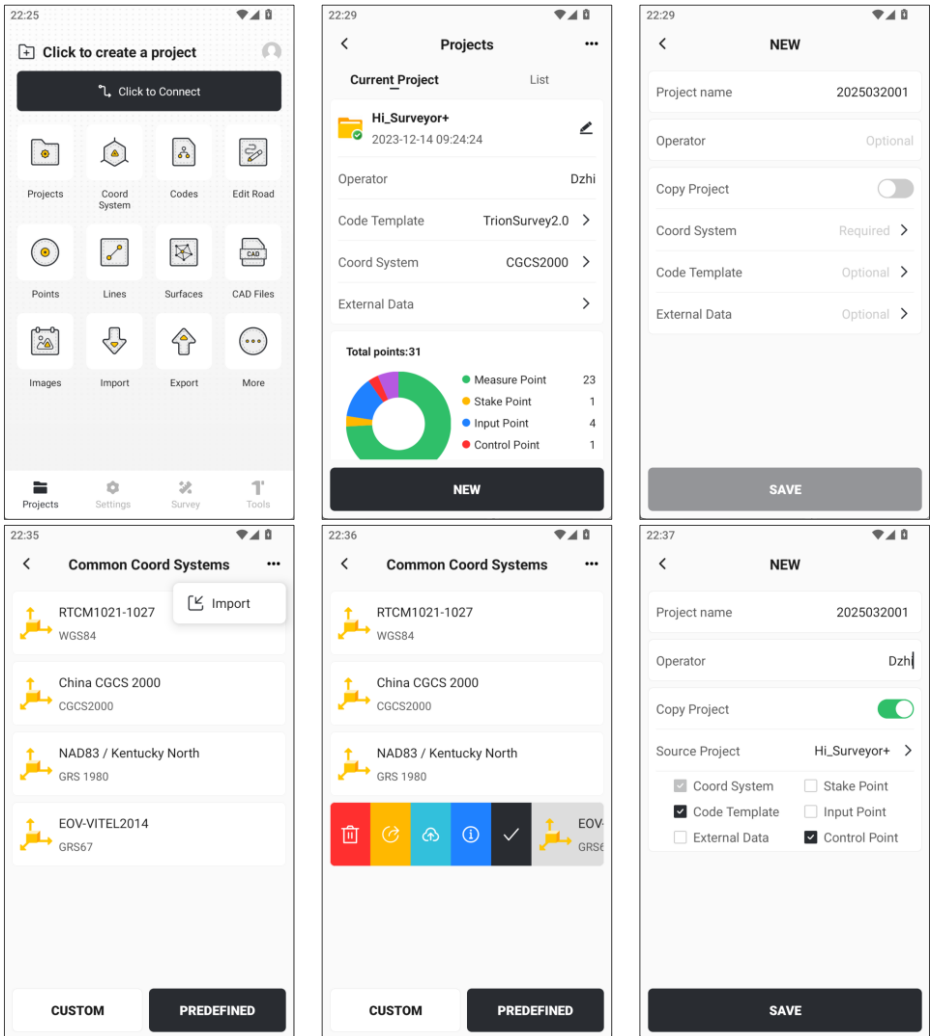 22:25
Click to create a project
Click to Connect
Projects
Coord System
Codes
Edit Road
Points
Lines
Surfaces
CAD
CAD Files
Images
Import
Export
More
Projects
Settings
Survey
Tools
22:29
Projects
Current Project
List
Hi_Surveyor+
2023-12-14 09:24:24
Operator Dzhi
Code Template TrionSurvey2.0
Coord System CGCS2000
External Data
Total points:31
Measure Point 23
Stake Point 1
Input Point 4
Control Point 1
NEW
22:29
NEW
Project name 2025032001
Operator Optional
Copy Project
Coord System Required
Code Template Optional
External Data Optional
SAVE
22:35
Common Coord Systems
Import
RTCM1021-1027
WGS84
China CGCS 2000
CGCS2000
NAD83 / Kentucky North
GRS 1980
EOV-VITEL2014
GRS67
CUSTOM
PREDEFINED
22:36
Common Coord Systems
RTCM1021-1027
WGS84
China CGCS 2000
CGCS2000
NAD83 / Kentucky North
GRS 1980
EOV-
GRS6
CUSTOM
PREDEFINED
22:37
NEW
Project name 2025032001
Operator Dzhi
Copy Project
Source Project Hi_Surveyor+
Coord System Stake Point
Code Template Input Point
External Data Control Point
SAVE